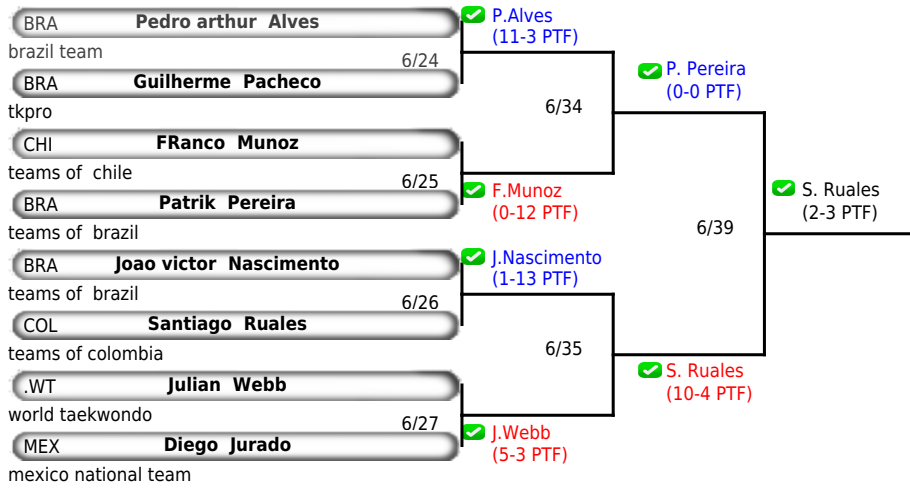 BRA Pedro arthur Alves
brazil team
6/24
BRA Guilherme Pacheco
tkpro
CHI FRanco Munoz
teams of chile
6/25
BRA Patrik Pereira
teams of brazil
BRA Joao victor Nascimento
teams of brazil
6/26
COL Santiago Ruales
teams of colombia
.WT Julian Webb
world taekwondo
6/27
MEX Diego Jurado
mexico national team
P.Alves
(11-3 PTF)
6/34
F.Munoz
(0-12 PTF)
J.Nascimento
(1-13 PTF)
6/35
J.Webb
(5-3 PTF)
P. Pereira
(0-0 PTF)
6/39
S. Ruales
(10-4 PTF)
S. Ruales
(2-3 PTF)